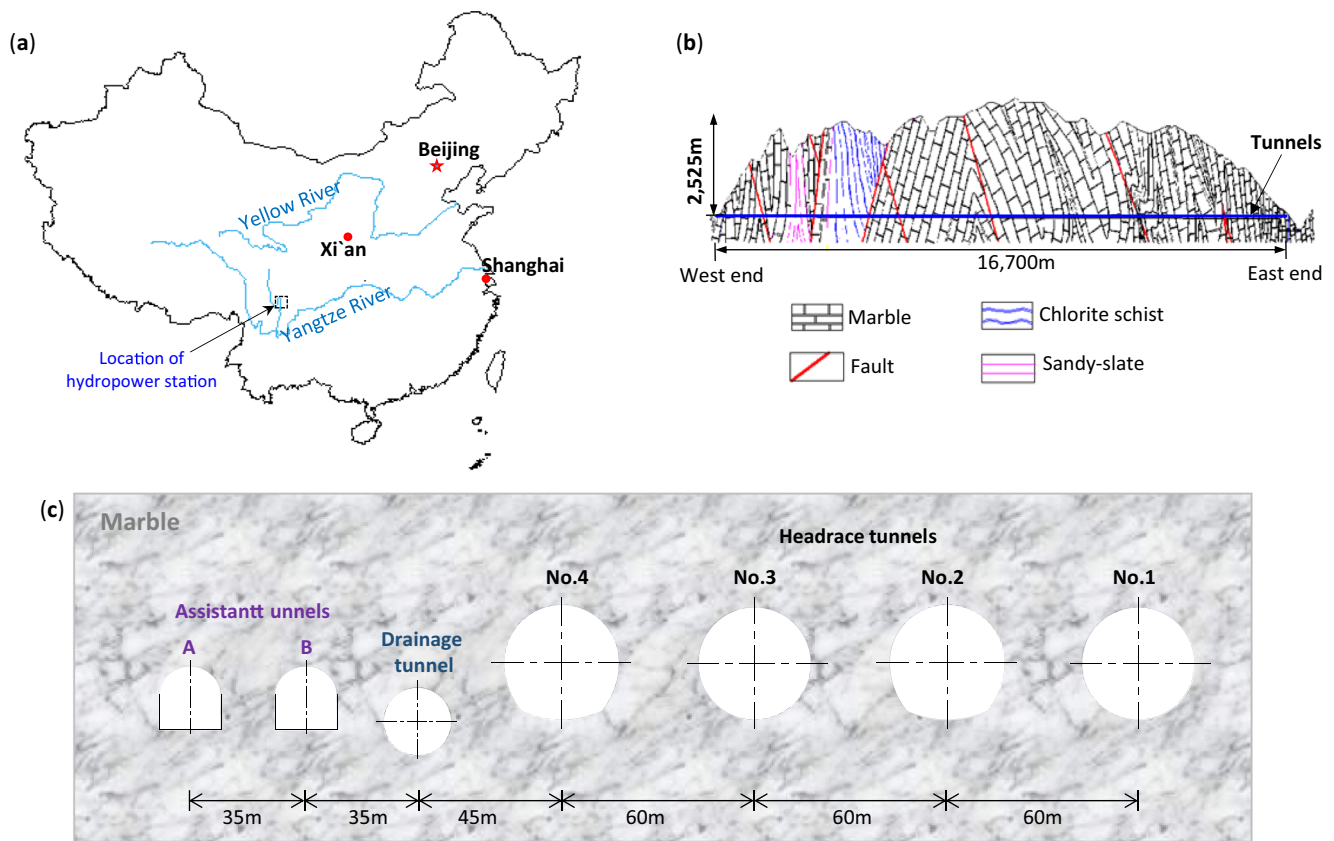 (a)
Beijing
Yellow River
Xi`an
Shanghai
Yangtze River
Location of
hydropower station
(b)
2,525m
Tunnels
West end
16,700m
East end
Marble
Chlorite schist
Fault
Sandy-slate
(c)
Marble
Headrace tunnels
No.4
No.3
No.2
No.1
Assistantt unnels
A
B
Drainage
tunnel
35m
35m
45m
60m
60m
60m